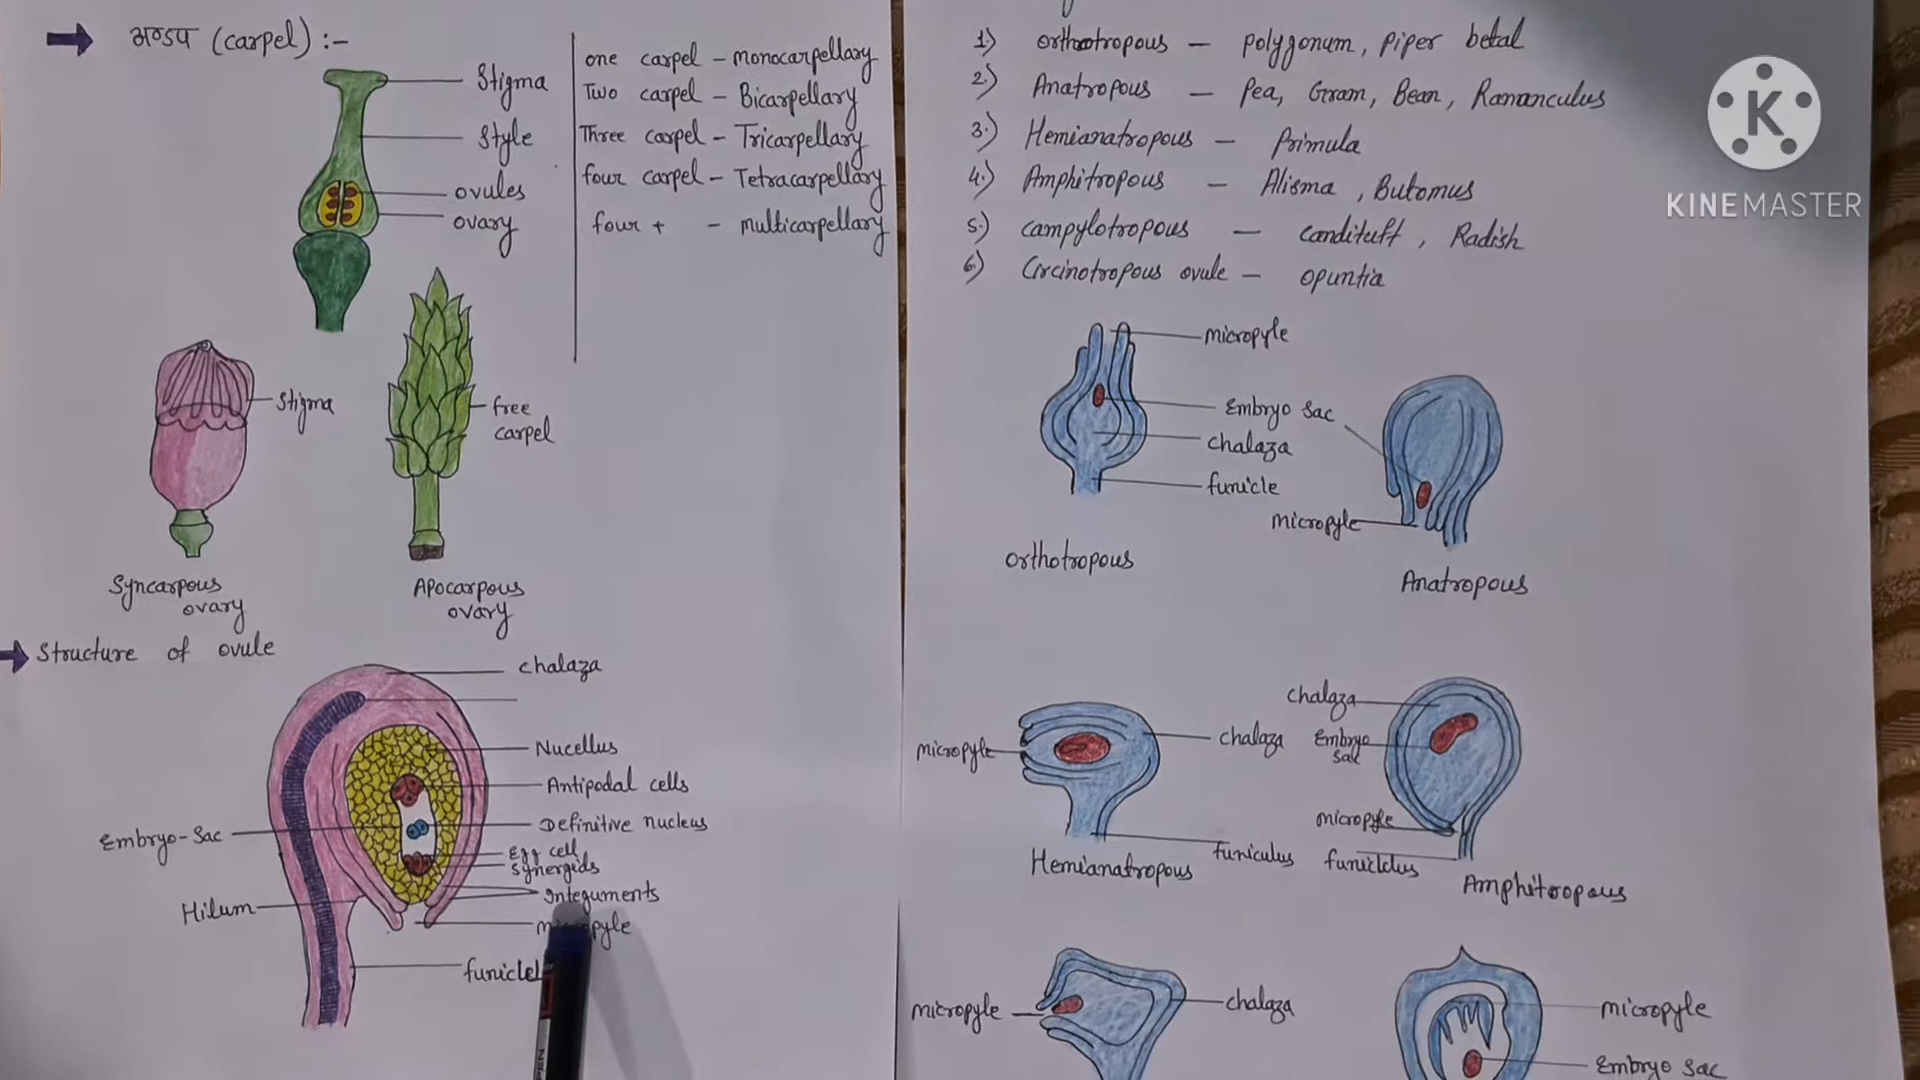 अण्डप (carpel) :-
Stigma
Style
ovules
ovary
one carpel - monocarpellary
Two carpel - Bicarpellary
Three carpel - Tricarpellary
four carpel - Tetracarpellary
four + - multicarpellary
Stigma
free
carpel
Syncarpous
ovary
Apocarpous
ovary
Structure of ovule
chalaza
Nucellus
Antipodal cells
Definitive nucleus
Embryo-Sac
Egg cell
Synergids
Integuments
Hilum
funicle
1.) orthotropous - polygonum, piper betal
2.) Anatropous - Pea, Gram, Bean, Rananculus
3.) Hemianatropous - Primula
4.) Amphitropous - Alisma, Butomus
5.) campylotropous - candituft, Radish
6.) Circinotropous ovule - opuntia
micropyle
Embryo Sac
chalaza
funicle
micropyle
Orthotropous
Anatropous
micropyle
chalaza
funiculus
Hemianatropous
chalaza
Embryo
Sac
micropyle
Amphitropous
micropyle
chalaza
micropyle
Embryo Sac
K
KINEMASTER